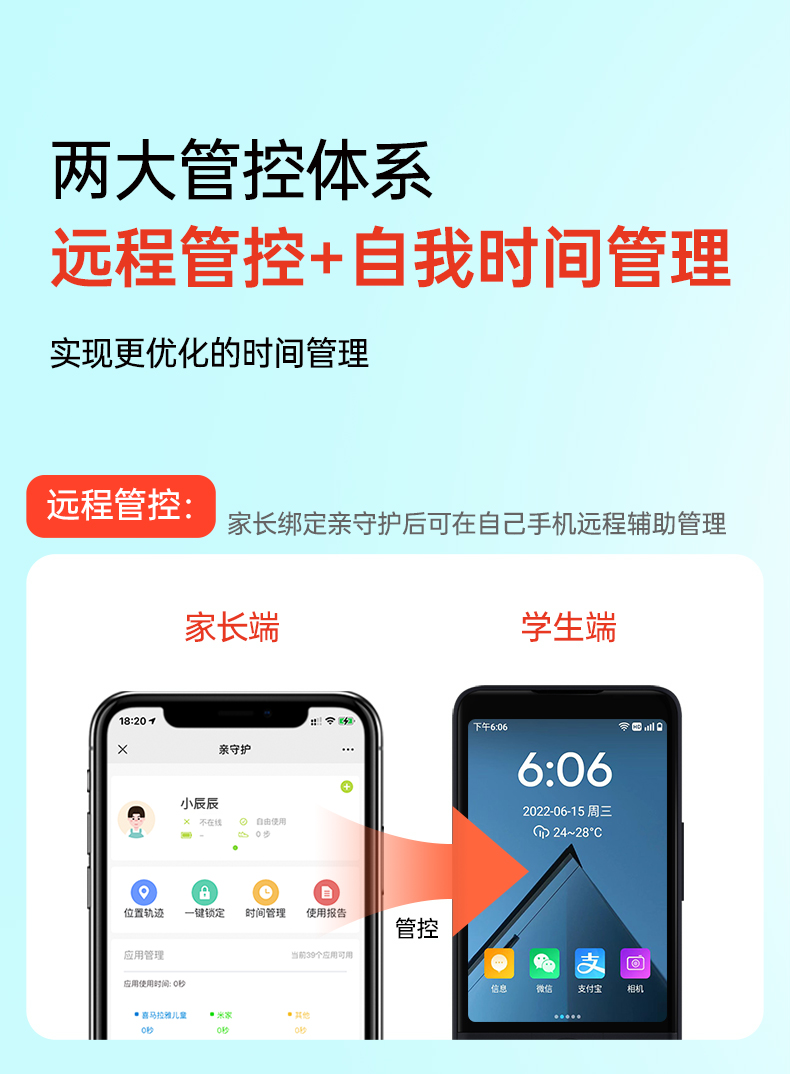 两大管控体系
远程管控+自我时间管理
实现更优化的时间管理
远程管控：
家长绑定亲守护后可在自己手机远程辅助管理
家长端
学生端
18:20
亲守护
小辰辰
不在线
自由使用
–
0 步
位置轨迹
一键锁定
时间管理
使用报告
应用管理
当前39个应用可用
应用使用时间: 0秒
喜马拉雅儿童
米家
其他
0秒
0秒
0秒
管控
下午6:06
HD
6:06
2022-06-15 周三
24~28°C
信息
微信
支付宝
相机